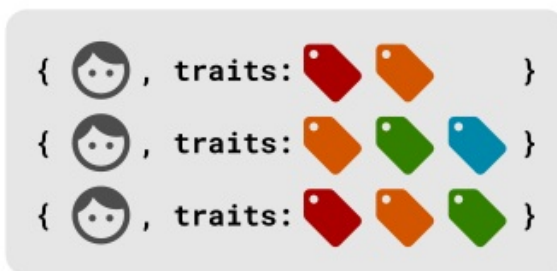 { , traits: }
{ , traits: }
{ , traits: }